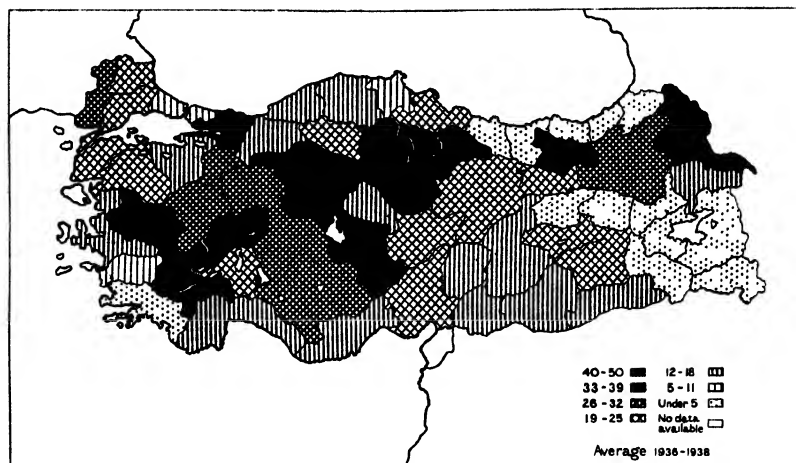 40-50 12-18
33-39 5-11
26-32 Under 5
19-25 No data available
Average 1936-1938